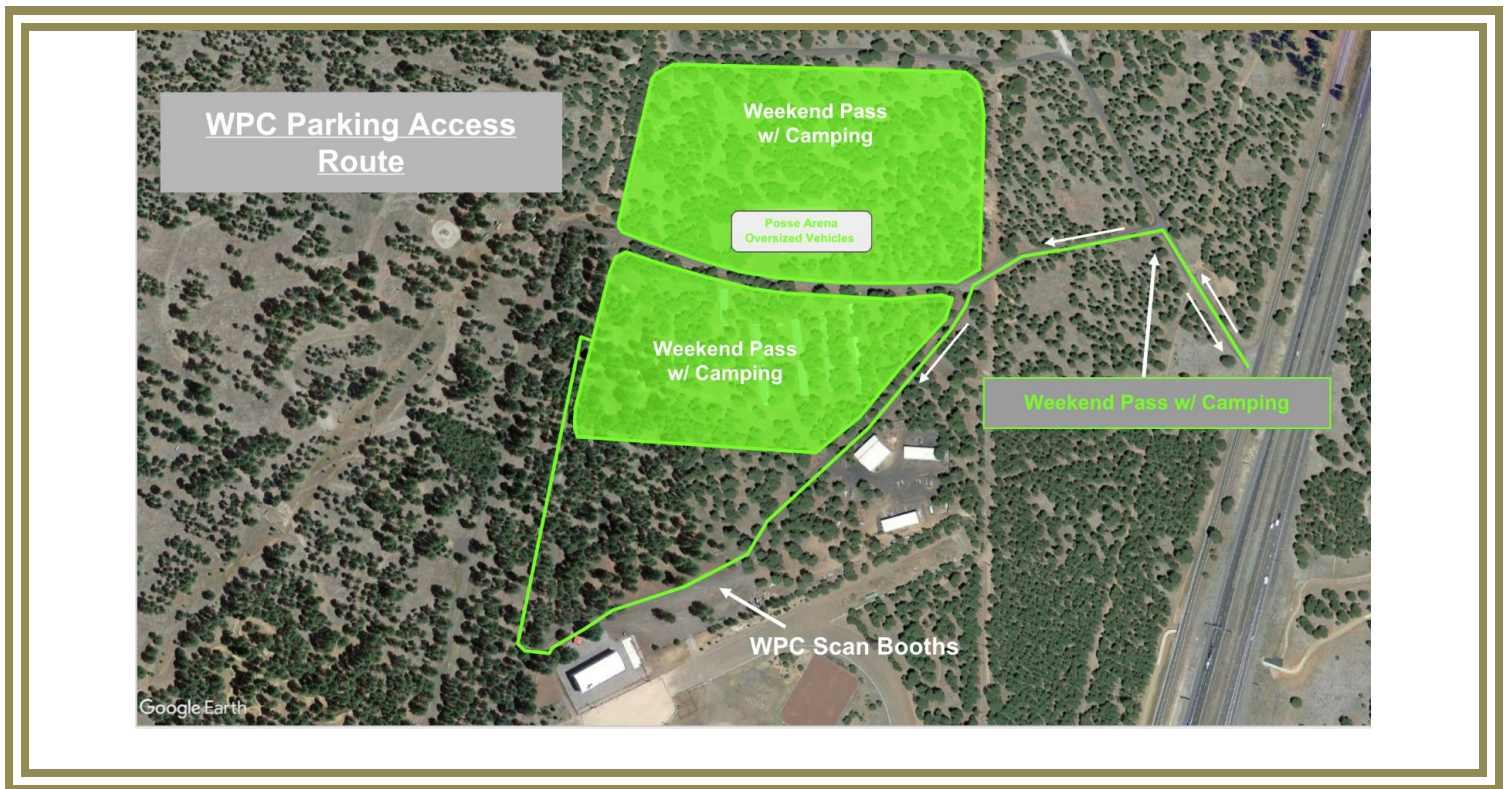 WPC Parking Access
Route
Weekend Pass
w/ Camping
Posse Arena
Oversized Vehicles
Weekend Pass
w/ Camping
Weekend Pass w/ Camping
WPC Scan Booths
Google Earth